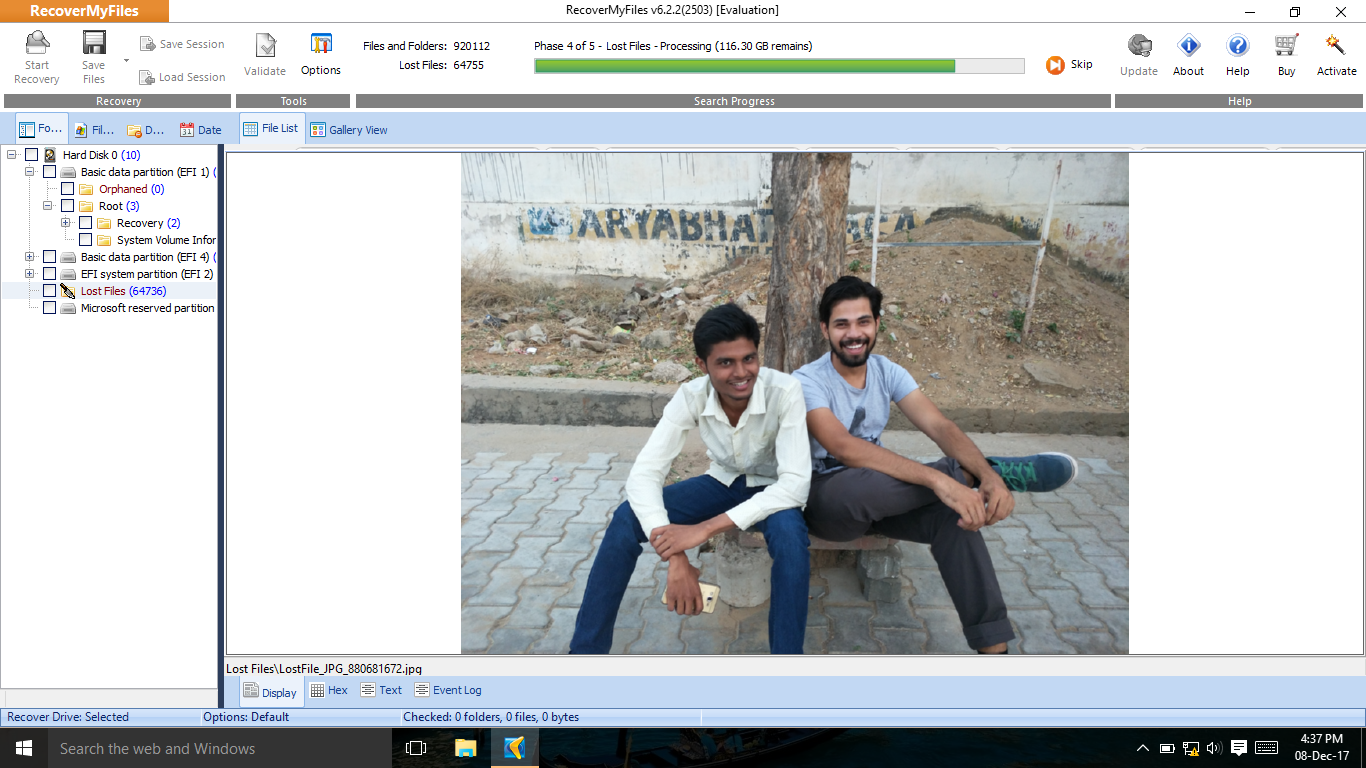 RecoverMyFiles
RecoverMyFiles v6.2.2(2503) [Evaluation]
Start Recovery
Save Files
Save Session
Load Session
Validate
Options
Files and Folders: 920112
Lost Files: 64755
Phase 4 of 5 - Lost Files - Processing (116.30 GB remains)
Skip
Update
About
Help
Buy
Activate
Recovery
Tools
Search Progress
Help
Fo...
Fil...
D...
31
Date
File List
Gallery View
Hard Disk 0 (10)
Basic data partition (EFI 1) (
Orphaned (0)
Root (3)
Recovery (2)
System Volume Infor
Basic data partition (EFI 4) (
EFI system partition (EFI 2)
Lost Files (64736)
Microsoft reserved partition
ARYABHAT
Lost Files\LostFile_JPG_880681672.jpg
Display
Hex
Text
Event Log
Recover Drive: Selected
Options: Default
Checked: 0 folders, 0 files, 0 bytes
Search the web and Windows
4:37 PM
08-Dec-17